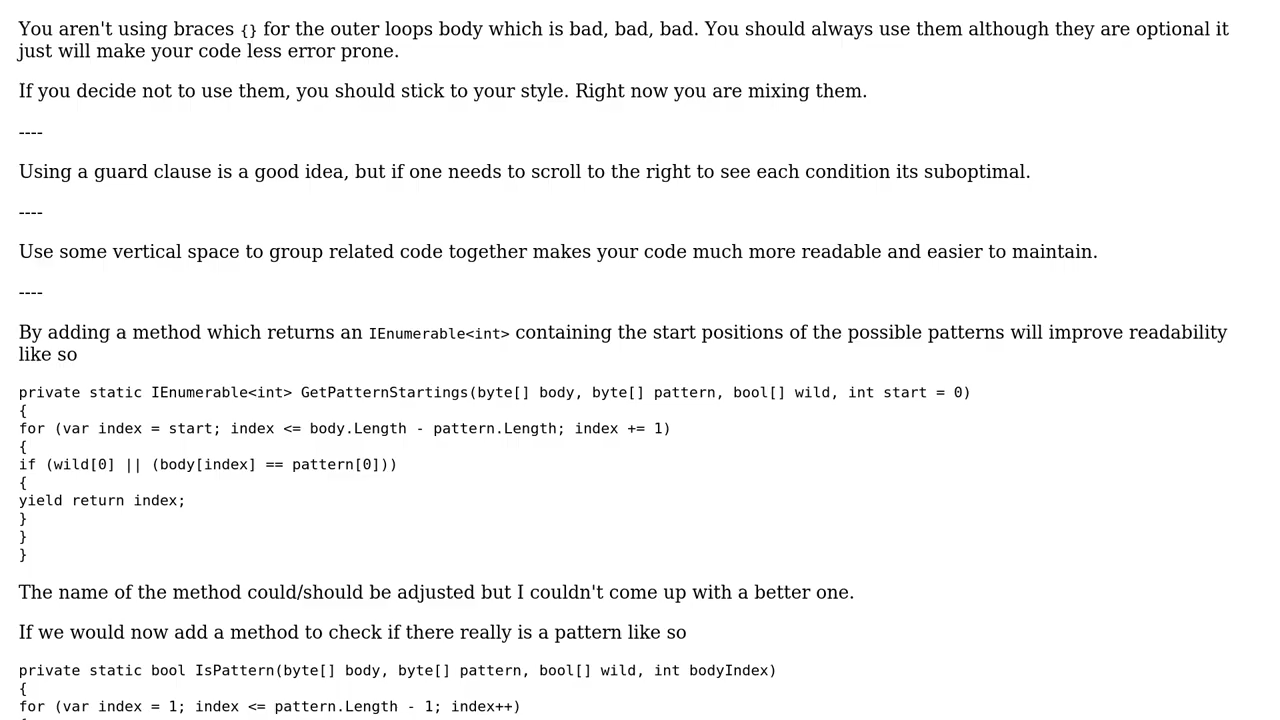 You aren't using braces {} for the outer loops body which is bad, bad, bad. You should always use them although they are optional it
just will make your code less error prone.
If you decide not to use them, you should stick to your style. Right now you are mixing them.
----
Using a guard clause is a good idea, but if one needs to scroll to the right to see each condition its suboptimal.
----
Use some vertical space to group related code together makes your code much more readable and easier to maintain.
----
By adding a method which returns an IEnumerable<int> containing the start positions of the possible patterns will improve readability
like so
private static IEnumerable<int> GetPatternStartings(byte[] body, byte[] pattern, bool[] wild, int start = 0)
{
for (var index = start; index <= body.Length - pattern.Length; index += 1)
{
if (wild[0] || (body[index] == pattern[0]))
{
yield return index;
}
}
}
The name of the method could/should be adjusted but I couldn't come up with a better one.
If we would now add a method to check if there really is a pattern like so
private static bool IsPattern(byte[] body, byte[] pattern, bool[] wild, int bodyIndex)
{
for (var index = 1; index <= pattern.Length - 1; index++)